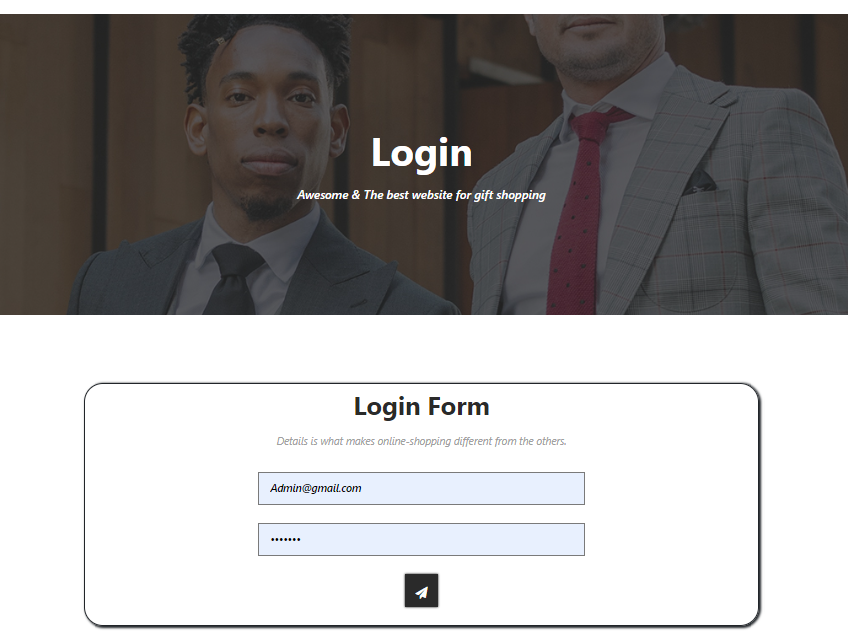 Login
Awesome & The best website for gift shopping
Login Form
Details is what makes online-shopping different from the others.
Admin@gmail.com
•••••••